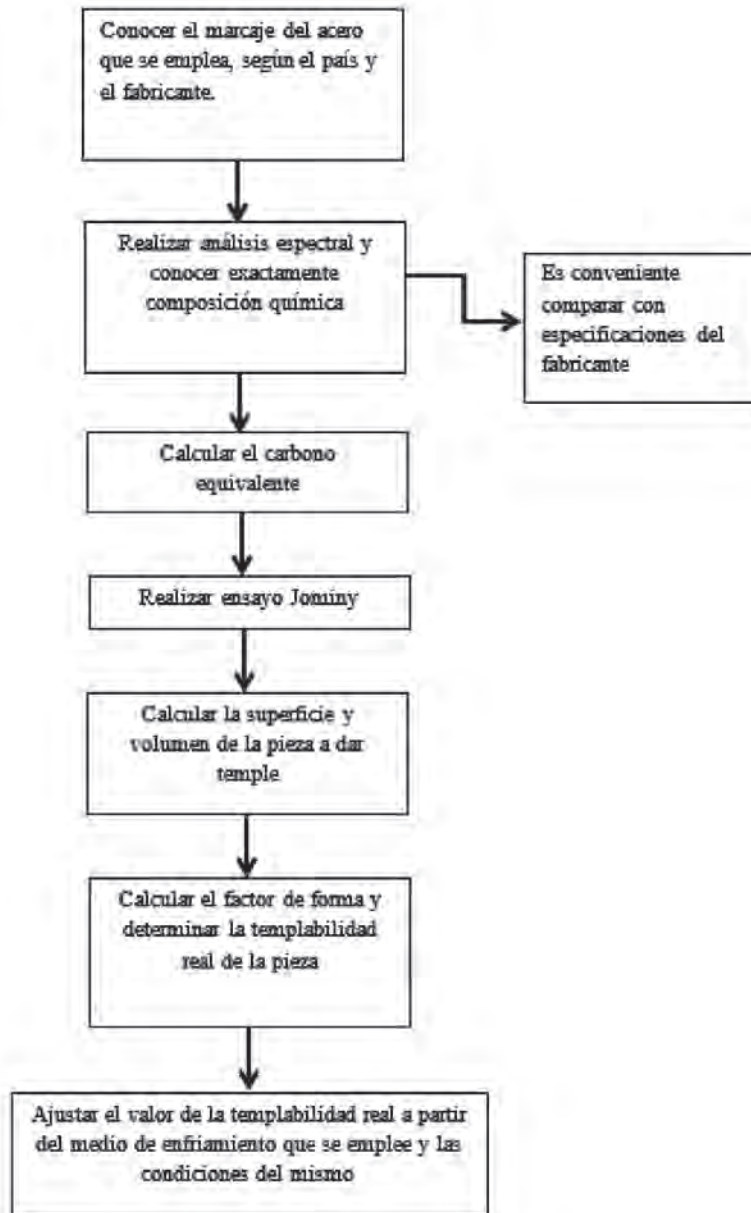 Conocer el marcaje del acero
que se emplea, según el país y
el fabricante.
Realizar análisis espectral y
conocer exactamente
composición química
Es conveniente
comparar con
especificaciones del
fabricante
Calcular el carbono
equivalente
Realizar ensayo Jominy
Calcular la superficie y
volumen de la pieza a dar
temple
Calcular el factor de forma y
determinar la templabilidad
real de la pieza
Ajustar el valor de la templabilidad real a partir
del medio de enfriamiento que se emplee y las
condiciones del mismo